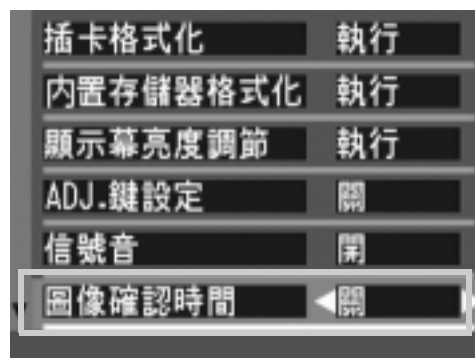 插卡格式化 執行
内置存儲器格式化 執行
顯示幕亮度調節 執行
ADJ.鍵設定 關
信號音 開
圖像確認時間 關